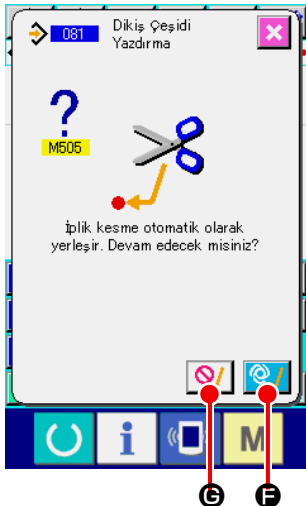 081
Dikiş Çeşidi
Yazdırma
?
M505
İplik kesme otomatik olarak
yerleşir. Devam edecek misiniz?
i
M
G
F